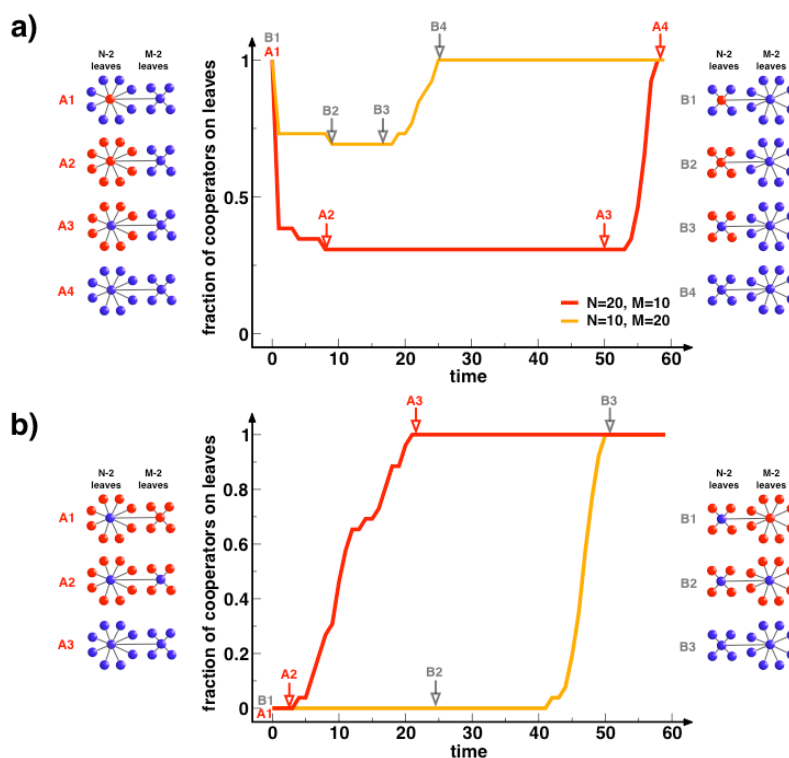 a)
N-2
leaves
M-2
leaves
A1
A2
A3
A4
fraction of cooperators on leaves
1
0.5
0
B1
A1
B2
B3
B4
A2
A3
A4
N=20, M=10
N=10, M=20
0
10
20
30
40
50
60
time
N-2
leaves
M-2
leaves
B1
B2
B3
B4
b)
N-2
leaves
M-2
leaves
A1
A2
A3
fraction of cooperators on leaves
1
0.8
0.6
0.4
0.2
0
B1
A1
A2
A3
B2
B3
0
10
20
30
40
50
60
time
N-2
leaves
M-2
leaves
B1
B2
B3